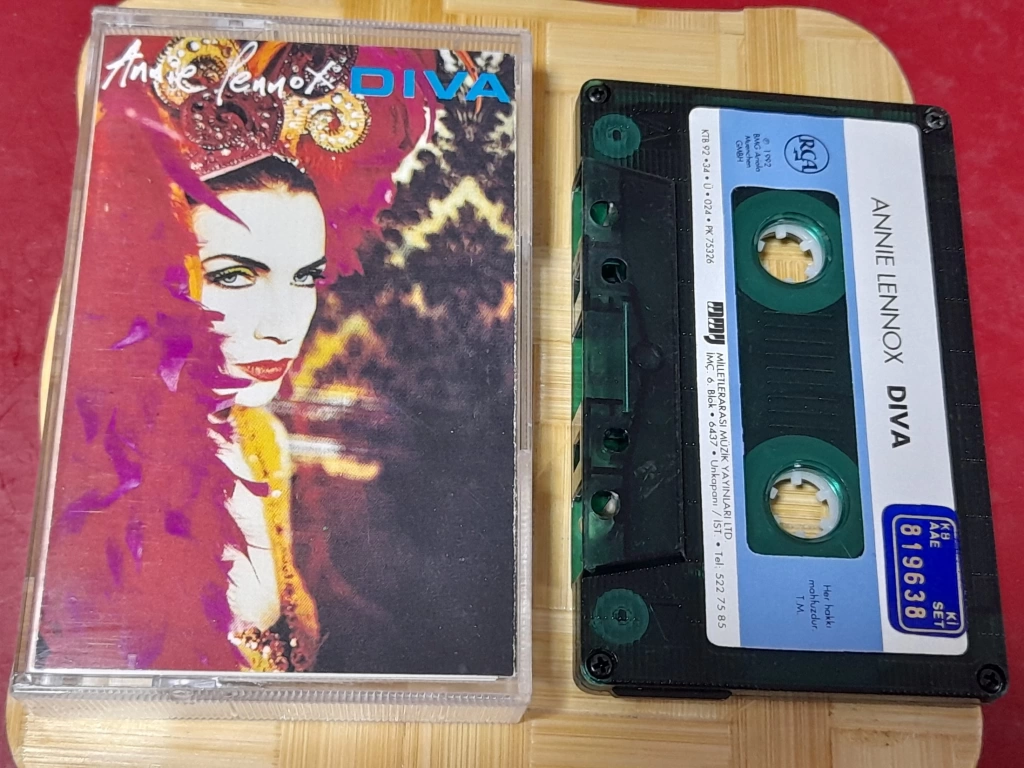 Annie Lennox DIVA
ANNIE LENNOX DIVA
RCA
℗ 1992
BMG Ariola
Muenchen
GMBH
Her hakkı
mahfuzdur.
T.M.
KB KI
AAE SET
819638
MMY MİLLETLERARASI MÜZİK YAYINLARI LTD
İMÇ. 6. Blok • 6437 • Unkapanı / İST. • Tel: 522 75 85
KTB 92 •34 • Ü • 024 • PK 75326
A